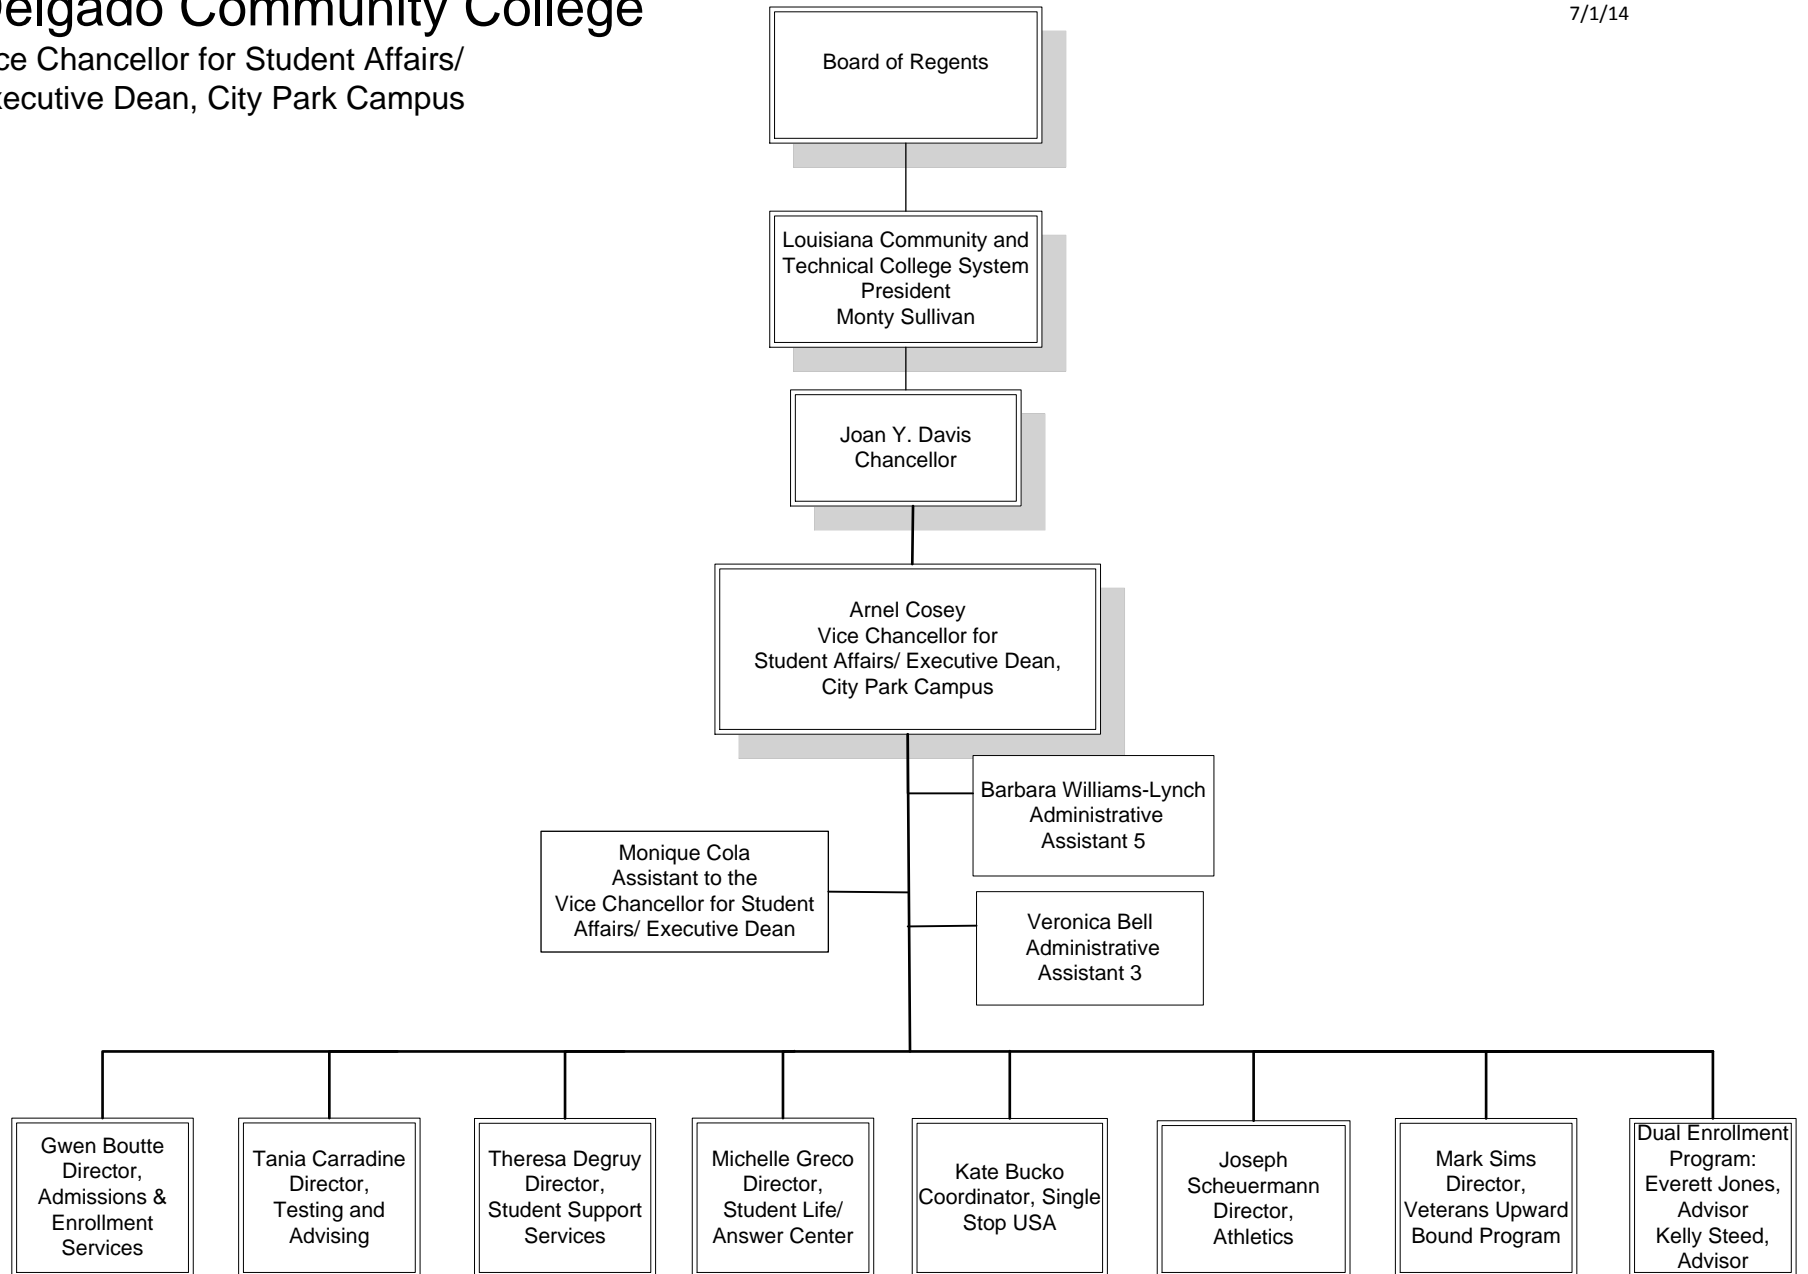 Delgado Community College
ce Chancellor for Student Affairs/
xecutive Dean, City Park Campus
7/1/14
Board of Regents
Louisiana Community and
Technical College System
President
Monty Sullivan
Joan Y. Davis
Chancellor
Arnel Cosey
Vice Chancellor for
Student Affairs/ Executive Dean,
City Park Campus
Barbara Williams-Lynch
Administrative
Assistant 5
Monique Cola
Assistant to the
Vice Chancellor for Student
Affairs/ Executive Dean
Veronica Bell
Administrative
Assistant 3
Gwen Boutte
Director,
Admissions &
Enrollment
Services
Tania Carradine
Director,
Testing and
Advising
Theresa Degruy
Director,
Student Support
Services
Michelle Greco
Director,
Student Life/
Answer Center
Kate Bucko
Coordinator, Single
Stop USA
Joseph
Scheuermann
Director,
Athletics
Mark Sims
Director,
Veterans Upward
Bound Program
Dual Enrollment
Program:
Everett Jones,
Advisor
Kelly Steed,
Advisor